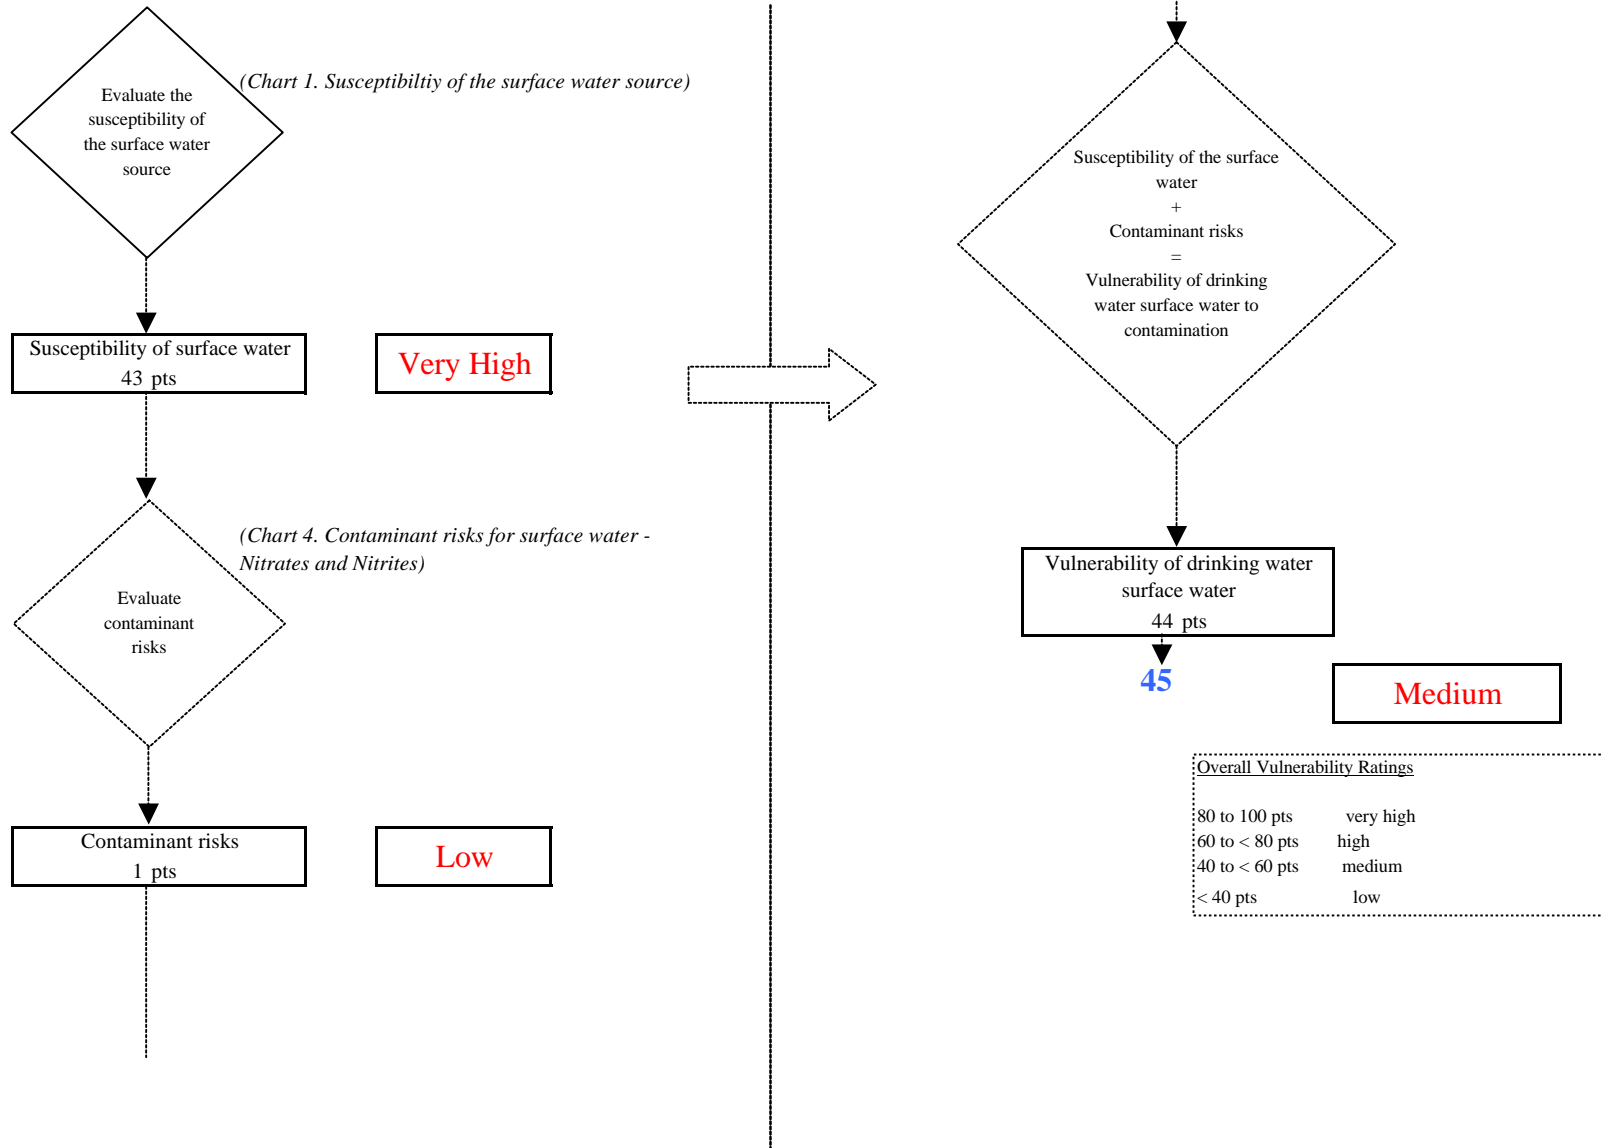 Evaluate the
susceptibility of
the surface water
source
(Chart 1. Susceptibiltiy of the surface water source)
Susceptibility of surface water
43 pts
Very High
(Chart 4. Contaminant risks for surface water -
Nitrates and Nitrites)
Evaluate
contaminant
risks
Contaminant risks
1 pts
Low
Susceptibility of the surface
water
+
Contaminant risks
=
Vulnerability of drinking
water surface water to
contamination
Vulnerability of drinking water
surface water
44 pts
45
Medium
Overall Vulnerability Ratings
80 to 100 pts very high
60 to < 80 pts high
40 to < 60 pts medium
< 40 pts low